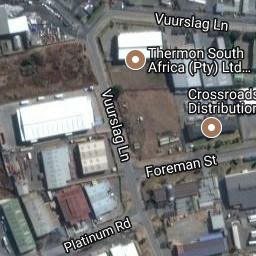 Vuurslag Ln
Thermon South
Africa (Pty) Ltd...
Crossroads
Distribution
Vuurslag Ln
Foreman St
Platinum Rd